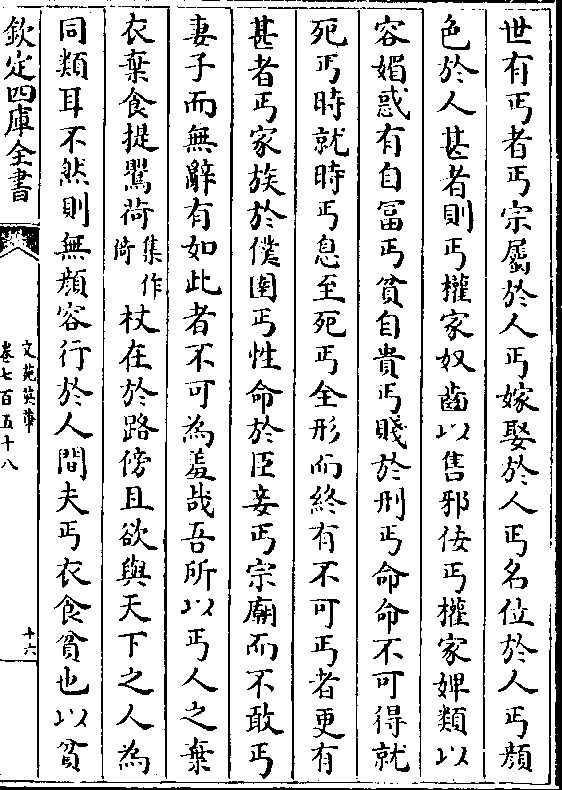 世有丐者丐宗屬於人丐嫁娶於人丐名位於人丐顔
色於人甚者則丐權家奴齒以售邪佞丐權家婢類以
容媚惑有自冨丐貧自貴丐賤於刑丐命命不可得就
死丐時就時丐息至死丐全形而終有不可丐者更有
甚者丐家族於僕圉丐性命於臣妾丐宗廟而不敢丐
妻子而無辭有如此者不可為羞哉吾所以丐人之棄
衣棄食提罌荷集作倚杖在於路傍且欲與天下之人為
同類耳不然則無顔容行於人間夫丐衣食貧也以貧
欽定四庫全書
文苑英華
卷七百五十八
十六